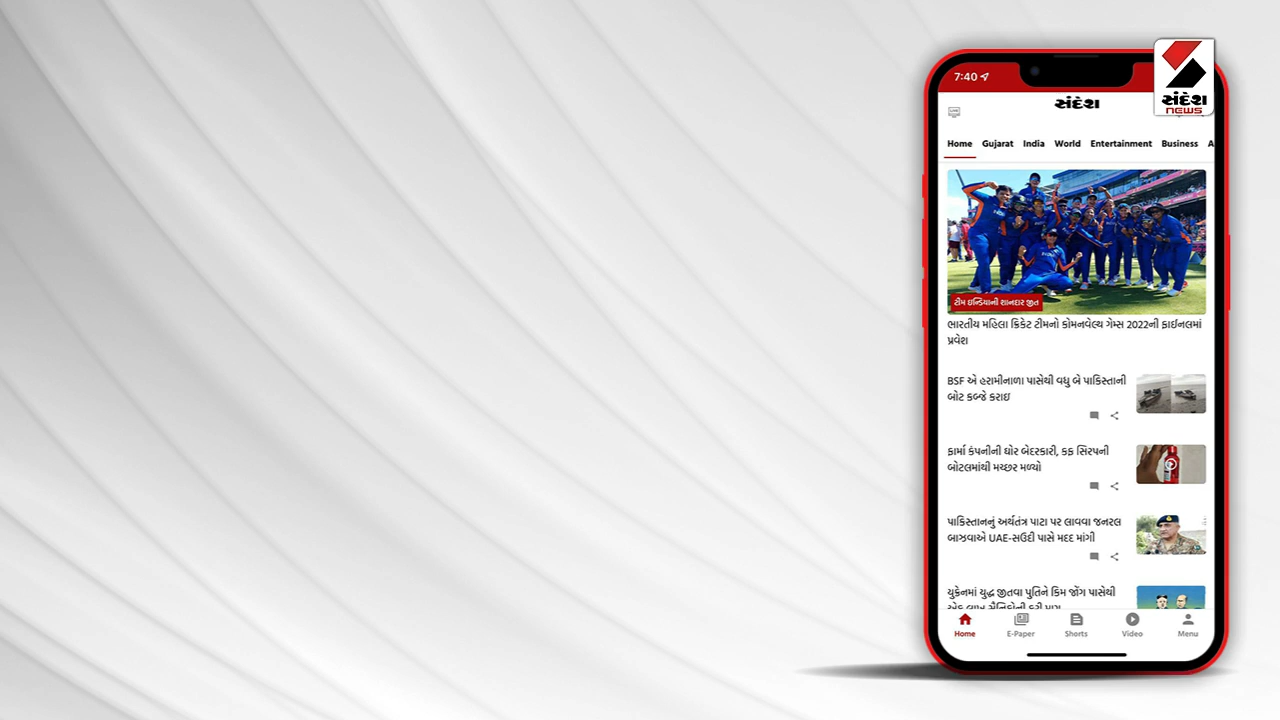 સંદેશ
NEWS
7:40
સંદેશ
Home Gujarat India World Entertainment Business A
ટીમ ઇન્ડિયાની શાનદાર જીત
ભારતીય મહિલા ક્રિકેટ ટીમનો કોમનવેલ્થ ગેમ્સ 2022ની ફાઈનલમાં
પ્રવેશ
BSF એ હરામીનાળા પાસેથી વધુ બે પાકિસ્તાની
બોટ કબ્જે કરાઇ
ફાર્મા કંપનીની ઘોર બેદરકારી, કફ સિરપની
બોટલમાંથી મચ્છર મળ્યો
પાકિસ્તાનનું અર્થતંત્ર પાટા પર લાવવા જનરલ
બાઝવાએ UAE-સઉદી પાસે મદદ માંગી
યુક્રેનમાં યુદ્ધ જીતવા પુતિને કિમ જોંગ પાસેથી
Home E-Paper Shorts Video Menu